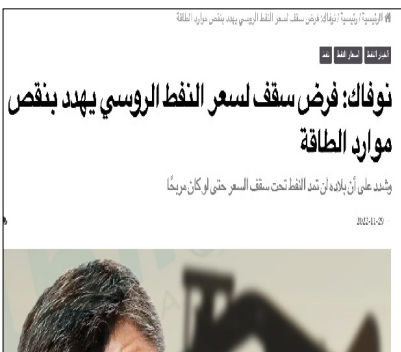 الرئيسية / رئيسية / نوفاك: فرض سقف لسعر النفط الروسي يهدد بنقص موارد الطاقة
أخبار النفط أسعار النفط نفط
نوفاك: فرض سقف لسعر النفط الروسي يهدد بنقص
موارد الطاقة
وشدد على أن بلاده لن تمد النفط تحت سقف السعر حتى لو كان مربحًا
2022-11-29